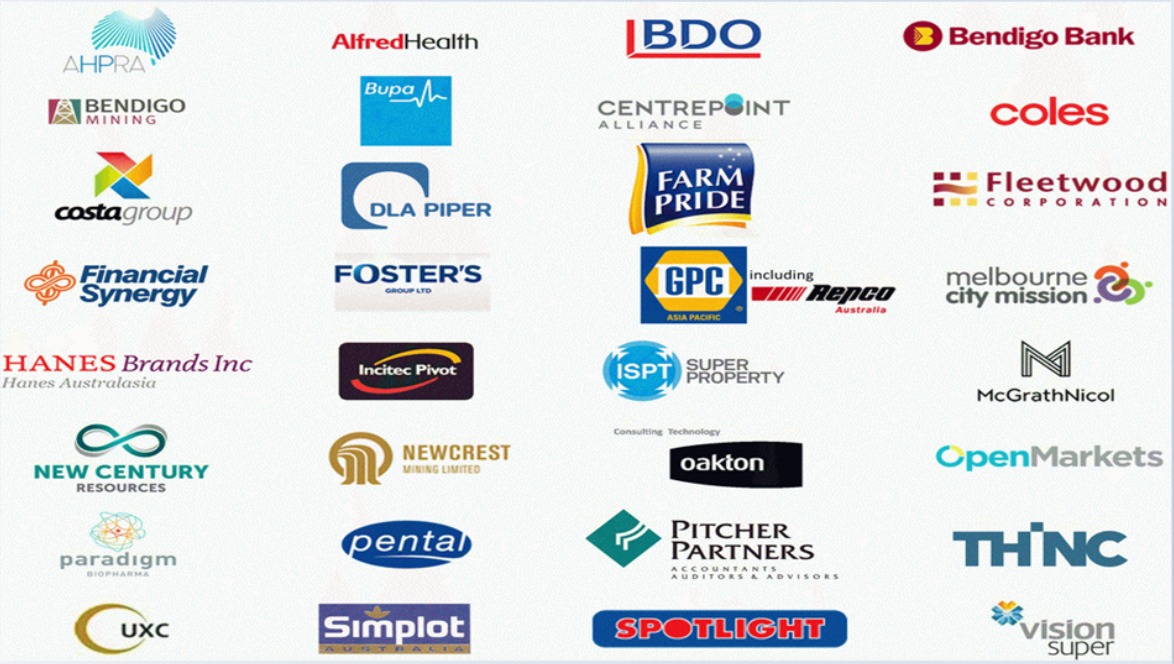 AHPRA
AlfredHealth
BDO
Bendigo Bank
BENDIGO
MINING
Bupa
CENTREPOINT
ALLIANCE
coles
costagroup
DLA PIPER
FARM
PRIDE
Fleetwood
CORPORATION
Financial
Synergy
FOSTER'S
GROUP LTD
GPC
ASIA PACIFIC
including
Repco
Australia
melbourne
city mission
HANES Brands Inc
Hanes Australasia
Incitec Pivot
ISPT SUPER
PROPERTY
McGrathNicol
NEW CENTURY
RESOURCES
NEWCREST
MINING LIMITED
Consulting Technology
oakton
OpenMarkets
paradigm
BIOPHARMA
pental
PITCHER
PARTNERS
ACCOUNTANTS
AUDITORS & ADVISORS
THINC
UXC
Simplot
AUSTRALIA
SPOTLIGHT
vision
super